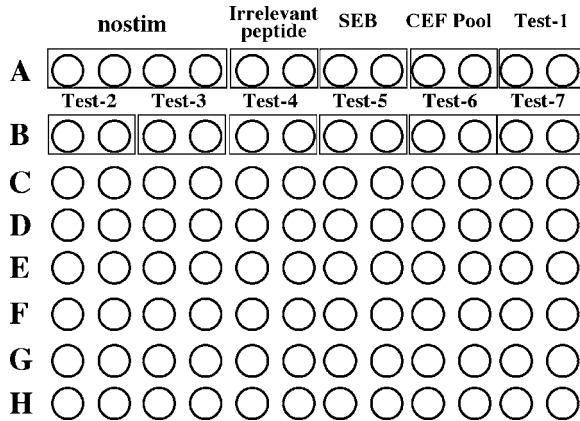 nostim Irrelevant peptide SEB CEF Pool Test-1
A
Test-2 Test-3 Test-4 Test-5 Test-6 Test-7
B
C
D
E
F
G
H